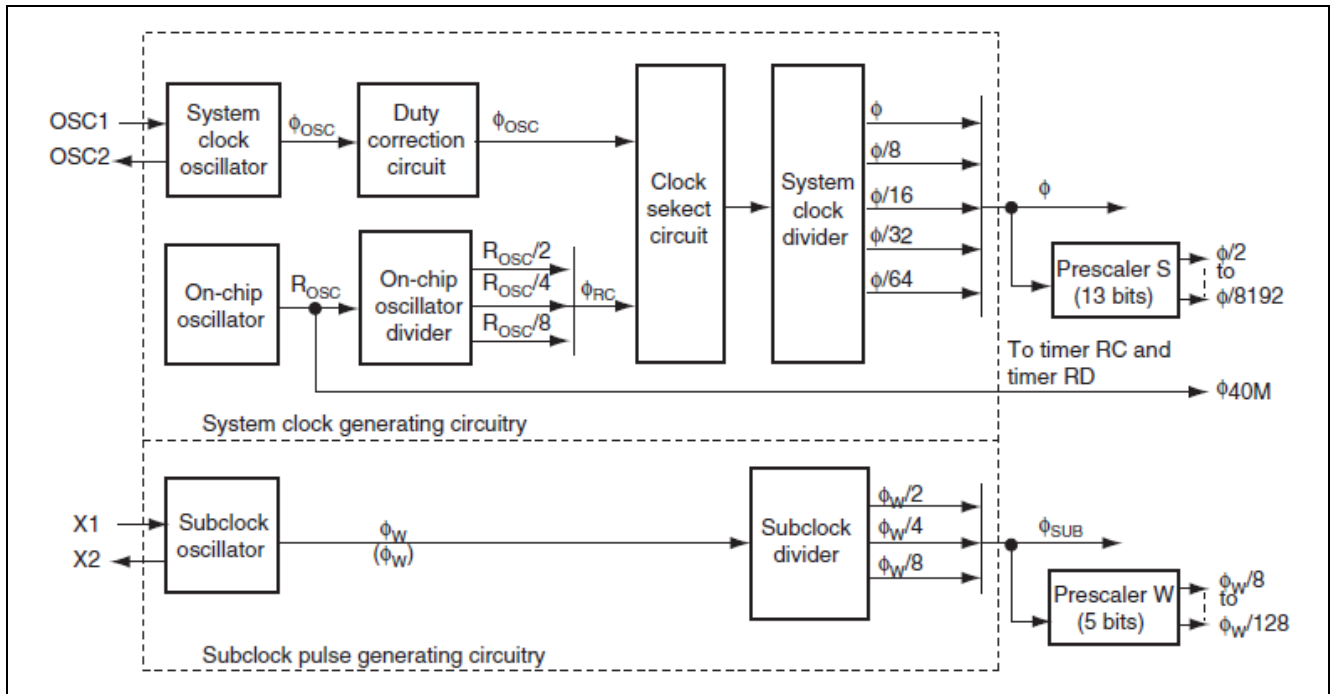 OSC1
OSC2
System
clock
oscillator
ϕOSC
Duty
correction
circuit
ϕOSC
On-chip
oscillator
ROSC
On-chip
oscillator
divider
ROSC/2
ROSC/4
ROSC/8
ϕRC
Clock
sekect
circuit
System
clock
divider
ϕ
ϕ/8
ϕ/16
ϕ/32
ϕ/64
ϕ
Prescaler S
(13 bits)
ϕ/2
to
ϕ/8192
To timer RC and
timer RD
ϕ40M
System clock generating circuitry
X1
X2
Subclock
oscillator
ϕW
(ϕW)
Subclock
divider
ϕW/2
ϕW/4
ϕW/8
ϕSUB
Prescaler W
(5 bits)
ϕW/8
to
ϕW/128
Subclock pulse generating circuitry